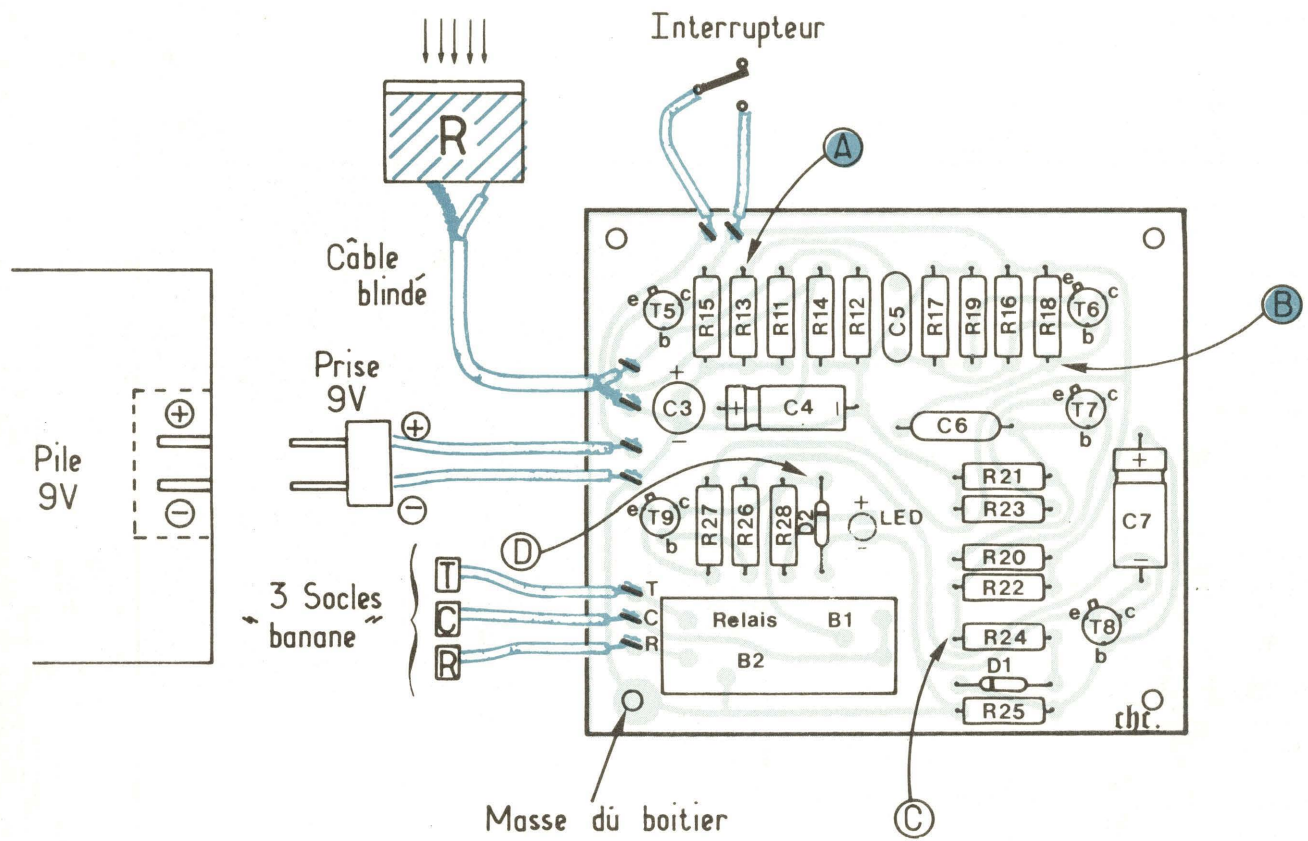 Interrupteur
R
A
Câble
blindé
e T5 c
b
R15
R13
R11
R14
R12
C5
R17
R19
R16
R18
e T6 c
b
B
Prise
9V
+
C3
−
+ C4 −
C6
e T7 c
b
Pile
9V
+
−
+
−
R21
R23
+
C7
−
e T9 c
b
R27
R26
R28
D2
+
LED
-
D
R20
R22
3 Socles
"banane"
T
C
R
T
C
R
Relais B1
B2
R24
D1
R25
e T8 c
b
chc.
Masse du boitier
C